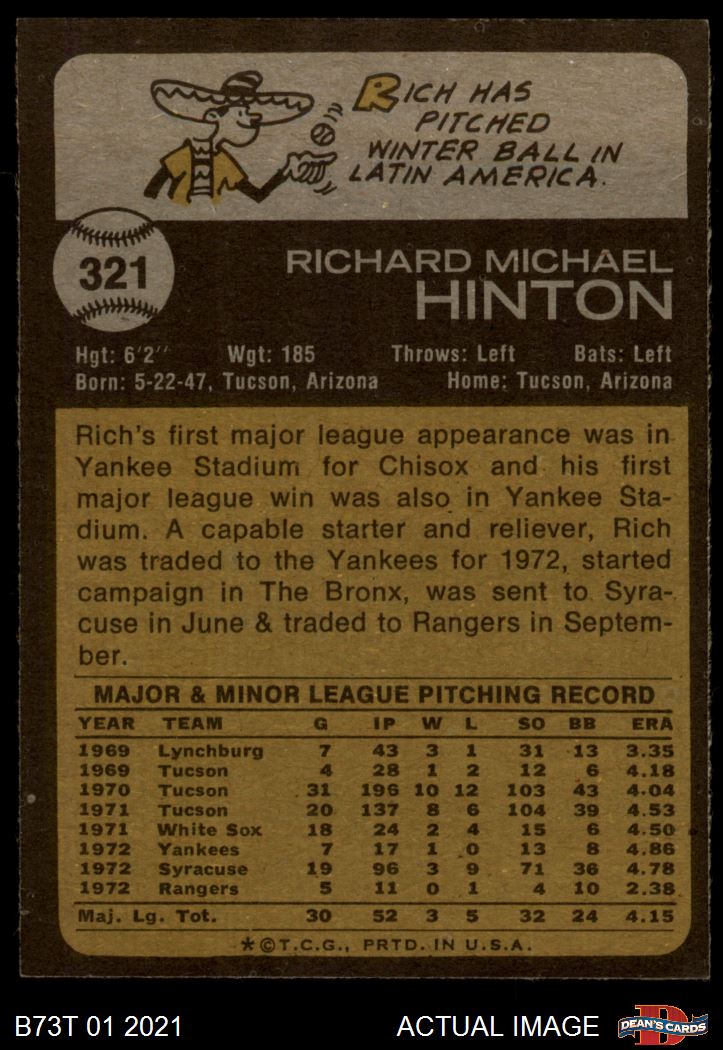 RICH HAS
PITCHED
WINTER BALL IN
LATIN AMERICA.
321
RICHARD MICHAEL
HINTON
Hgt: 6'2" Wgt: 185 Throws: Left Bats: Left
Born: 5-22-47, Tucson, Arizona Home: Tucson, Arizona
Rich's first major league appearance was in
Yankee Stadium for Chisox and his first
major league win was also in Yankee Sta-
dium. A capable starter and reliever, Rich
was traded to the Yankees for 1972, started
campaign in The Bronx, was sent to Syra-
cuse in June & traded to Rangers in Septem-
ber.
MAJOR & MINOR LEAGUE PITCHING RECORD
YEAR TEAM G IP W L SO BB ERA
1969 Lynchburg 7 43 3 1 31 13 3.35
1969 Tucson 4 28 1 2 12 6 4.18
1970 Tucson 31 196 10 12 103 43 4.04
1971 Tucson 20 137 8 6 104 39 4.53
1971 White Sox 18 24 2 4 15 6 4.50
1972 Yankees 7 17 1 0 13 8 4.86
1972 Syracuse 19 96 3 9 71 36 4.78
1972 Rangers 5 11 0 1 4 10 2.38
Maj. Lg. Tot. 30 52 3 5 32 24 4.15
*©T.C.G., PRTD. IN U.S.A.
B73T 01 2021 ACTUAL IMAGE DEAN'S CARDS